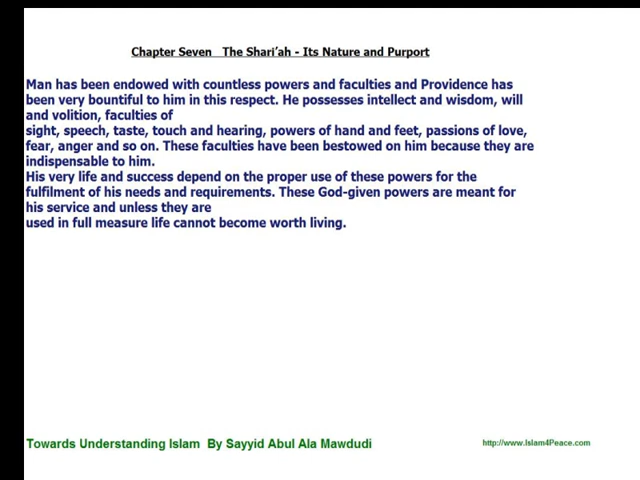 Chapter Seven The Shari'ah - Its Nature and Purport
Man has been endowed with countless powers and faculties and Providence has
been very bountiful to him in this respect. He possesses intellect and wisdom, will
and volition, faculties of
sight, speech, taste, touch and hearing, powers of hand and feet, passions of love,
fear, anger and so on. These faculties have been bestowed on him because they are
indispensable to him.
His very life and success depend on the proper use of these powers for the
fulfilment of his needs and requirements. These God-given powers are meant for
his service and unless they are
used in full measure life cannot become worth living.
Towards Understanding Islam By Sayyid Abul Ala Mawdudi
http://www.Islam4Peace.com